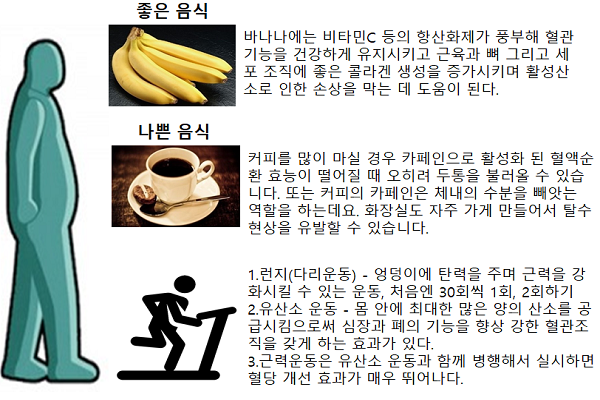 좋은 음식
바나나에는 비타민C 등의 항산화제가 풍부해 혈관
기능을 건강하게 유지시키고 근육과 뼈 그리고 세
포 조직에 좋은 콜라겐 생성을 증가시키며 활성산
소로 인한 손상을 막는 데 도움이 된다.
나쁜 음식
커피를 많이 마실 경우 카페인으로 활성화 된 혈액순
환 효능이 떨어질 때 오히려 두통을 불러올 수 있습
니다. 또는 커피의 카페인은 체내의 수분을 빼앗는
역할을 하는데요. 화장실도 자주 가게 만들어서 탈수
현상을 유발할 수 있습니다.
1.런지(다리운동) - 엉덩이에 탄력을 주며 근력을 강
화시킬 수 있는 운동, 처음엔 30회씩 1회, 2회하기
2.유산소 운동 - 몸 안에 최대한 많은 양의 산소를 공
급시킴으로써 심장과 폐의 기능을 향상 강한 혈관조
직을 갖게 하는 효과가 있다.
3.근력운동은 유산소 운동과 함께 병행해서 실시하면
혈당 개선 효과가 매우 뛰어나다.